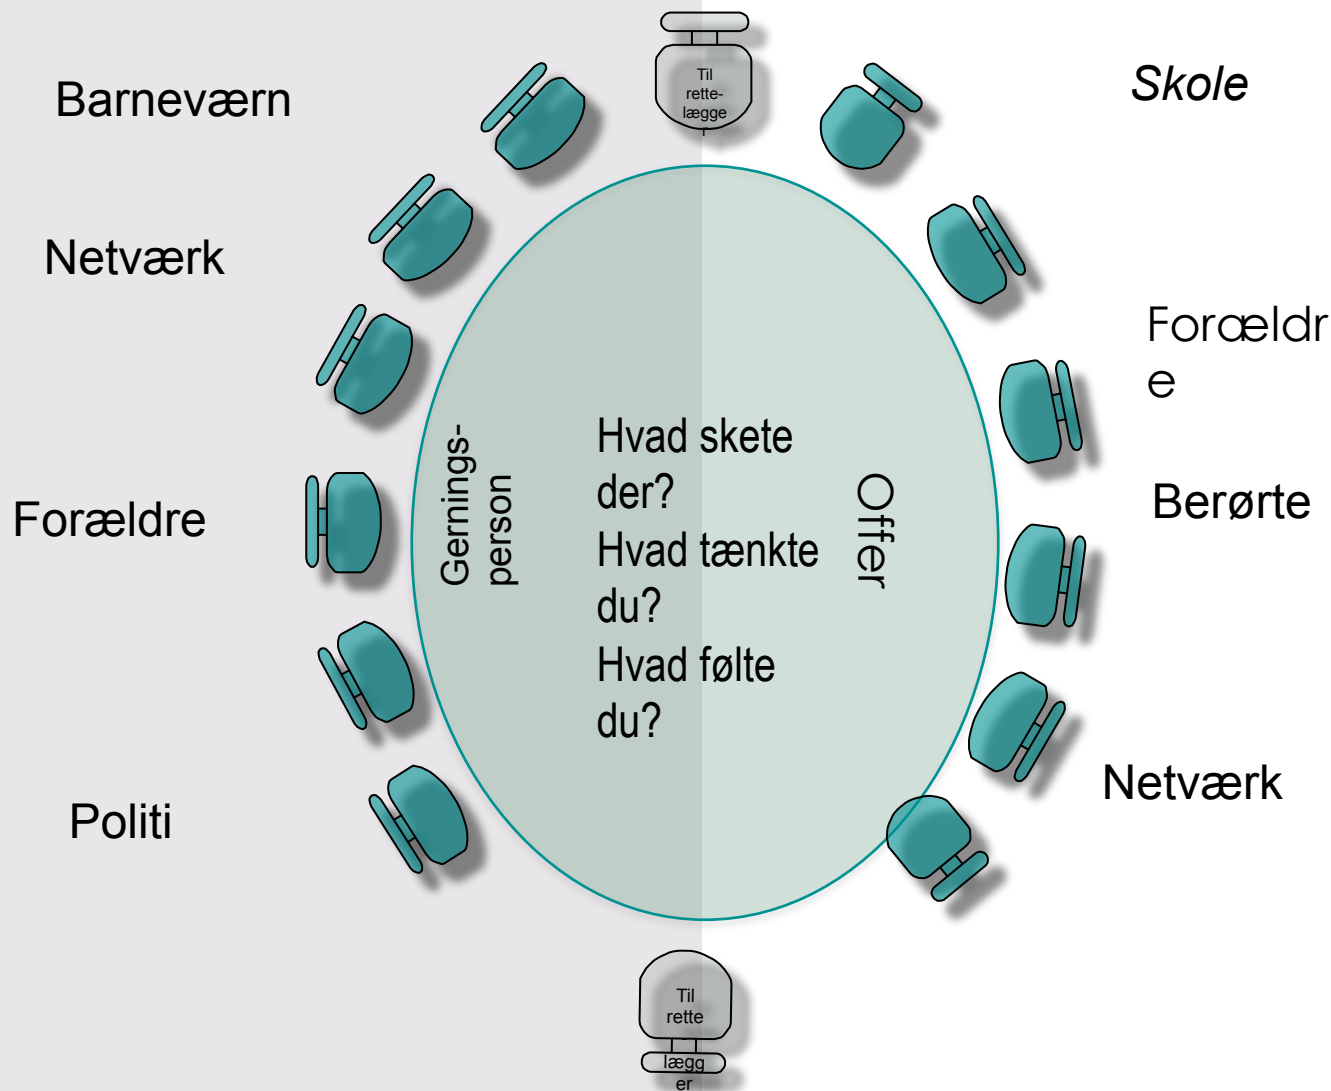 Til
rette-
lægge
r
Barneværn
Skole
Netværk
Forældr
e
Gernings-
person
Hvad skete
der?
Hvad tænkte
du?
Hvad følte
du?
Offer
Forældre
Berørte
Netværk
Politi
Til
rette
lægg
er